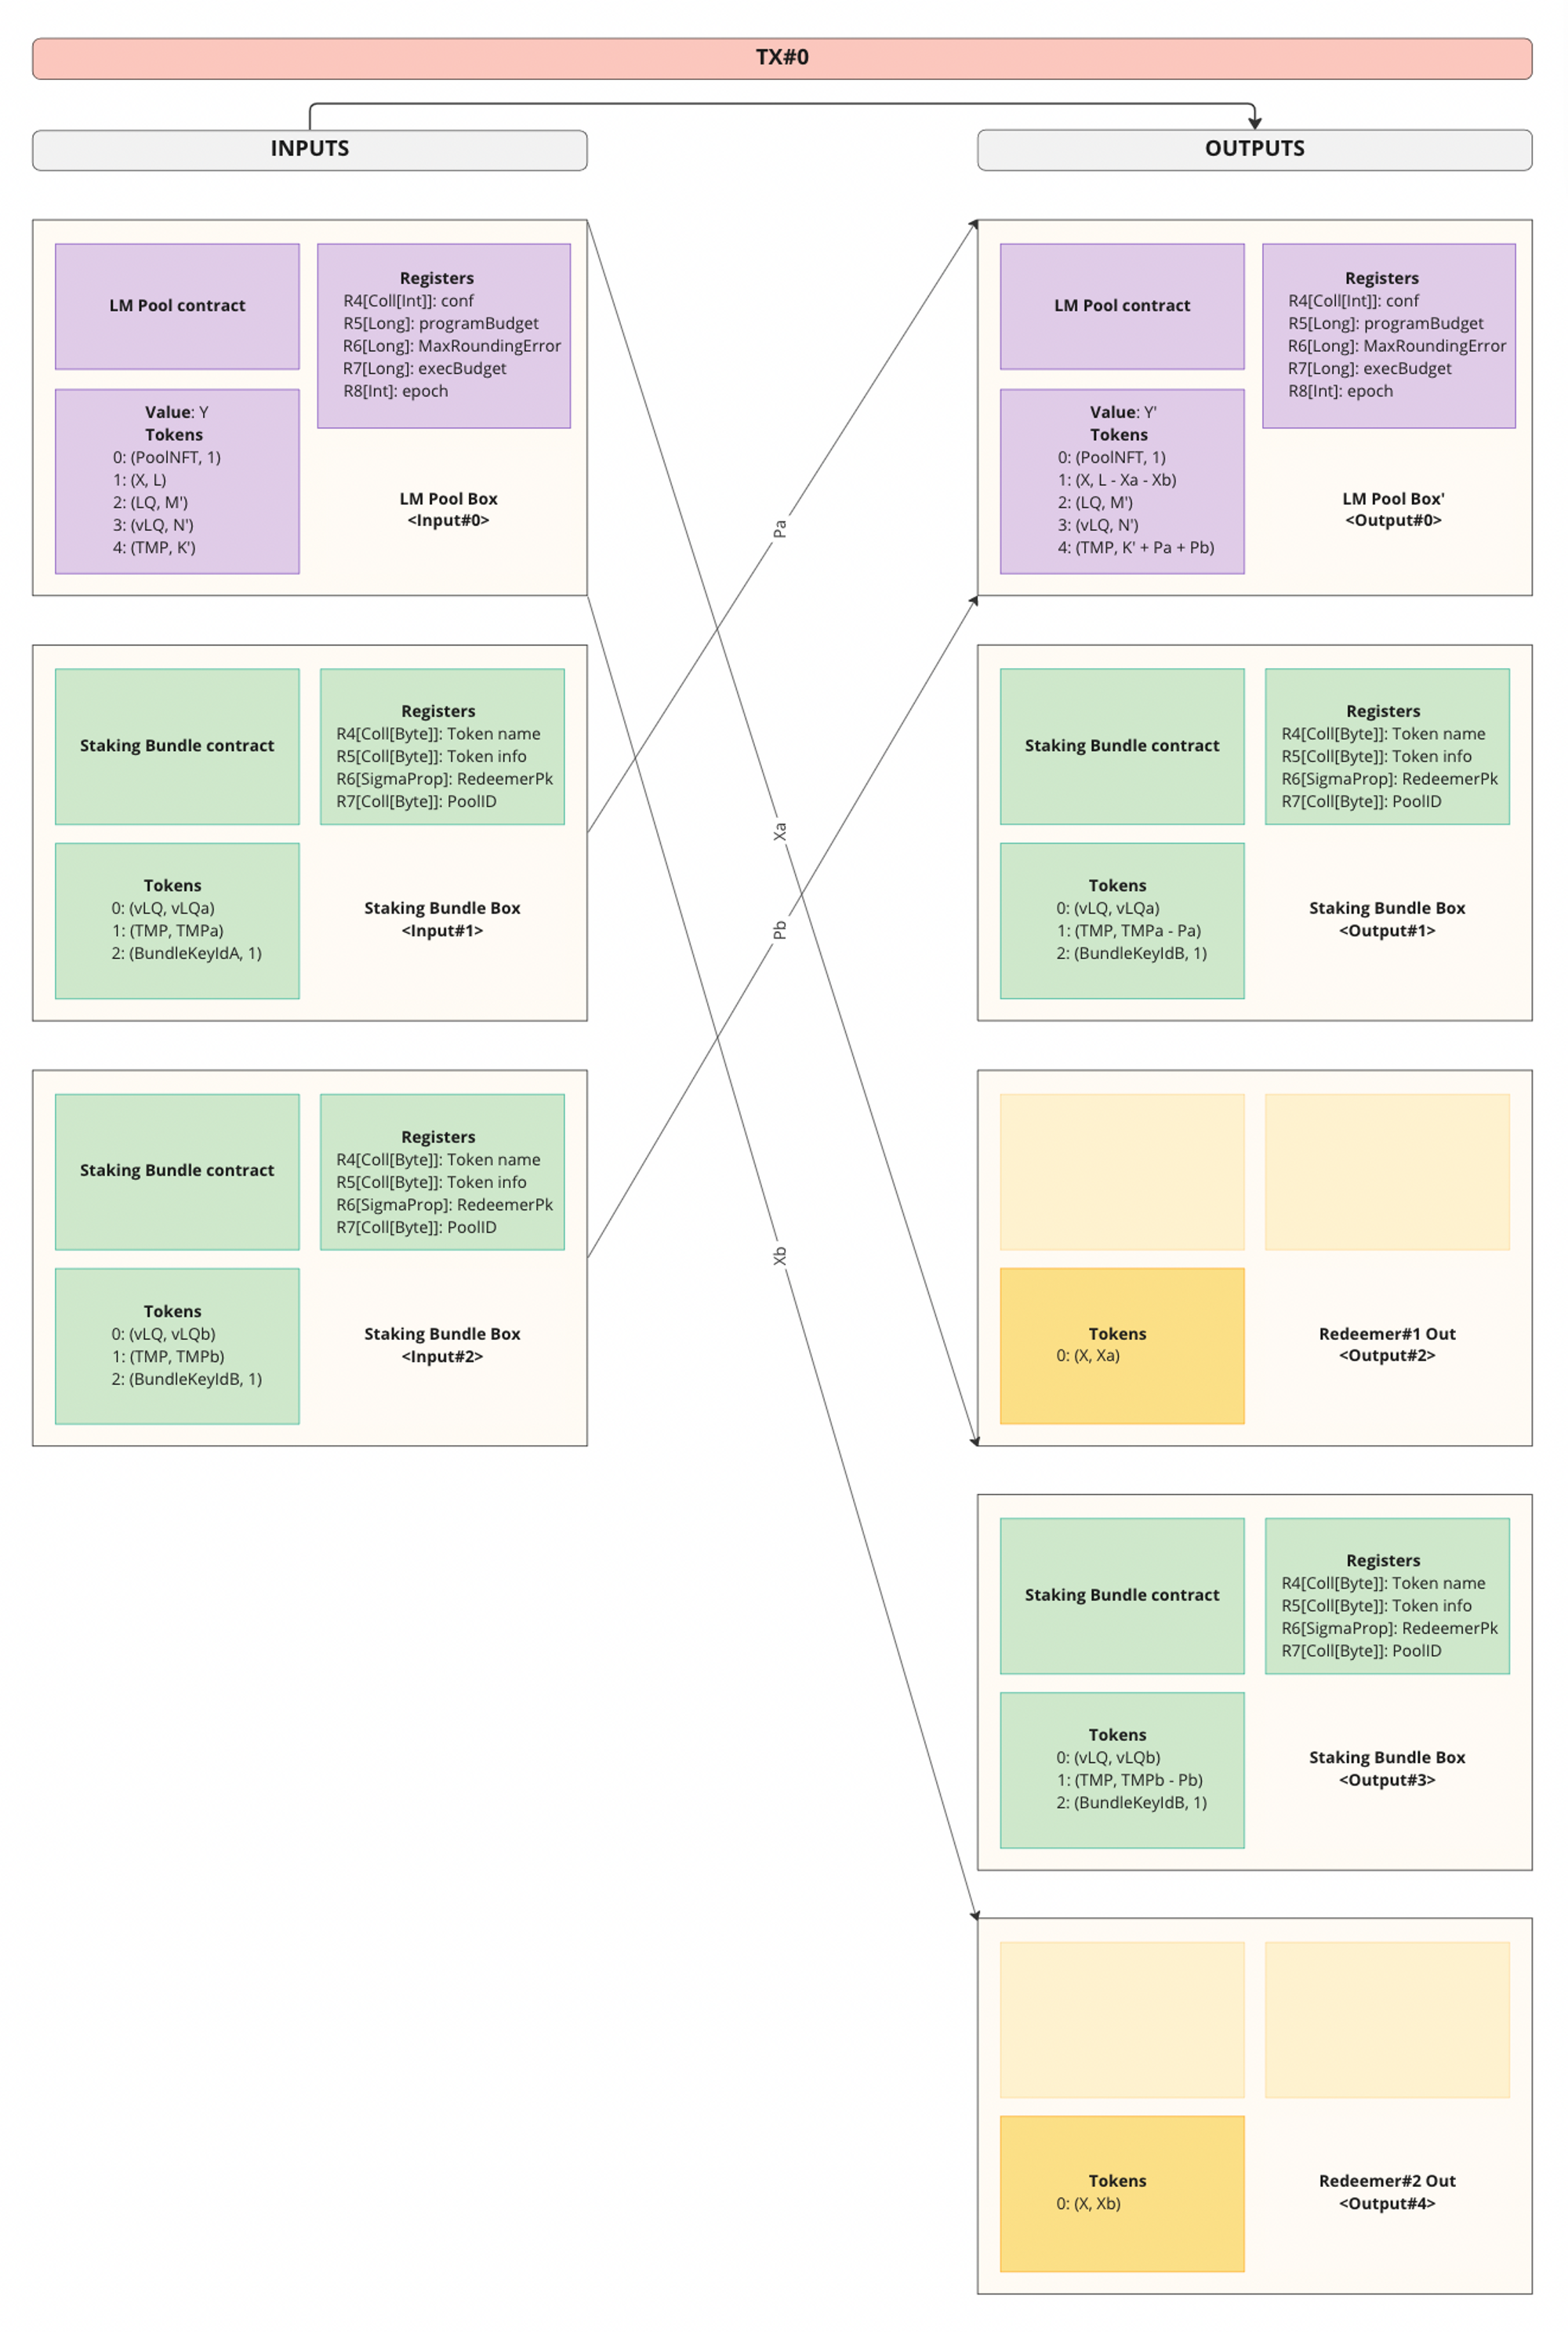 TX#0
INPUTS
OUTPUTS
LM Pool contract
Registers
R4[Coll[Int]]: conf
R5[Long]: programBudget
R6[Long]: MaxRoundingError
R7[Long]: execBudget
R8[Int]: epoch
Value: Y
Tokens
0: (PoolNFT, 1)
1: (X, L)
2: (LQ, M')
3: (vLQ, N')
4: (TMP, K')
LM Pool Box
<Input#0>
LM Pool contract
Registers
R4[Coll[Int]]: conf
R5[Long]: programBudget
R6[Long]: MaxRoundingError
R7[Long]: execBudget
R8[Int]: epoch
Value: Y'
Tokens
0: (PoolNFT, 1)
1: (X, L - Xa - Xb)
2: (LQ, M')
3: (vLQ, N')
4: (TMP, K' + Pa + Pb)
LM Pool Box'
<Output#0>
Pa
Xa
Pb
Xb
Staking Bundle contract
Registers
R4[Coll[Byte]]: Token name
R5[Coll[Byte]]: Token info
R6[SigmaProp]: RedeemerPk
R7[Coll[Byte]]: PoolID
Tokens
0: (vLQ, vLQa)
1: (TMP, TMPa)
2: (BundleKeyIdA, 1)
Staking Bundle Box
<Input#1>
Staking Bundle contract
Registers
R4[Coll[Byte]]: Token name
R5[Coll[Byte]]: Token info
R6[SigmaProp]: RedeemerPk
R7[Coll[Byte]]: PoolID
Tokens
0: (vLQ, vLQa)
1: (TMP, TMPa - Pa)
2: (BundleKeyIdB, 1)
Staking Bundle Box
<Output#1>
Staking Bundle contract
Registers
R4[Coll[Byte]]: Token name
R5[Coll[Byte]]: Token info
R6[SigmaProp]: RedeemerPk
R7[Coll[Byte]]: PoolID
Tokens
0: (vLQ, vLQb)
1: (TMP, TMPb)
2: (BundleKeyIdB, 1)
Staking Bundle Box
<Input#2>
Tokens
0: (X, Xa)
Redeemer#1 Out
<Output#2>
Staking Bundle contract
Registers
R4[Coll[Byte]]: Token name
R5[Coll[Byte]]: Token info
R6[SigmaProp]: RedeemerPk
R7[Coll[Byte]]: PoolID
Tokens
0: (vLQ, vLQb)
1: (TMP, TMPb - Pb)
2: (BundleKeyIdB, 1)
Staking Bundle Box
<Output#3>
Tokens
0: (X, Xb)
Redeemer#2 Out
<Output#4>